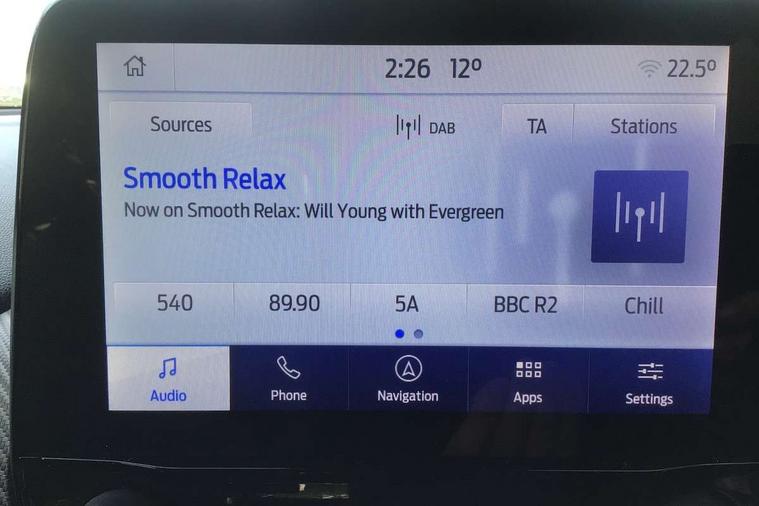 2:26 12º 22.5º
Sources DAB TA Stations
Smooth Relax
Now on Smooth Relax: Will Young with Evergreen
540 89.90 5A BBC R2 Chill
Audio Phone Navigation Apps Settings